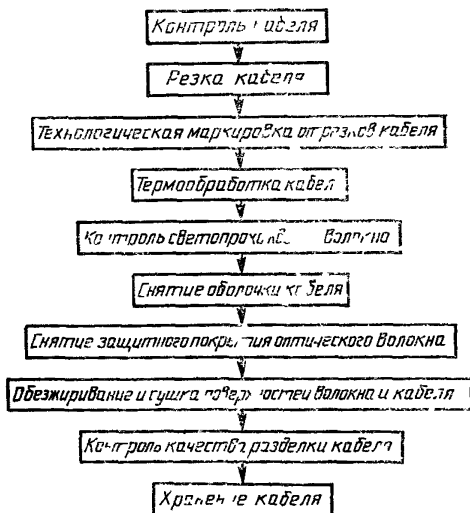 Контроль кабеля
Резка кабеля
Технологическая маркировка отрезков кабеля
Термообработка кабеля
Контроль волокна
Снятие оболочки кабеля
Снятие защитного покрытия оптического волокна
Обезжиривание и сушка поверхностей волокна и кабеля
Контроль качества разделки кабеля
Хранение кабеля